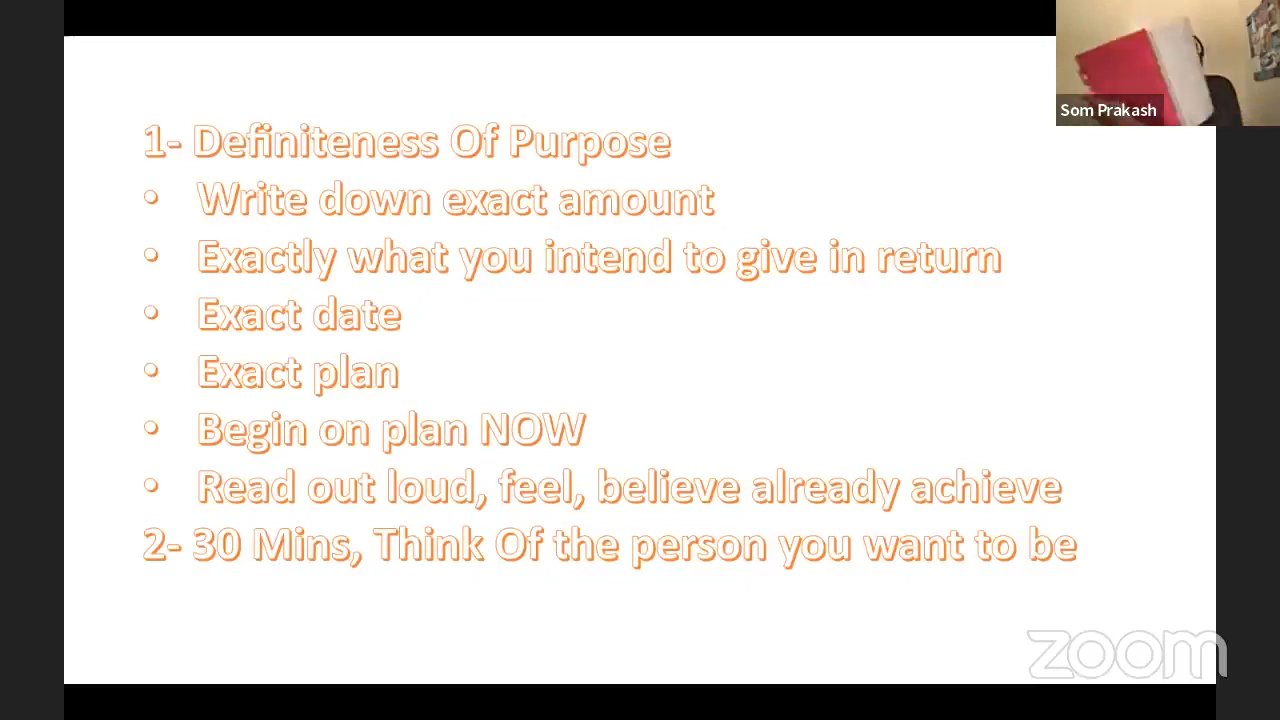 Som Prakash
1- Definiteness Of Purpose
• Write down exact amount
• Exactly what you intend to give in return
• Exact date
• Exact plan
• Begin on plan NOW
• Read out loud, feel, believe already achieve
2- 30 Mins, Think Of the person you want to be
zoom